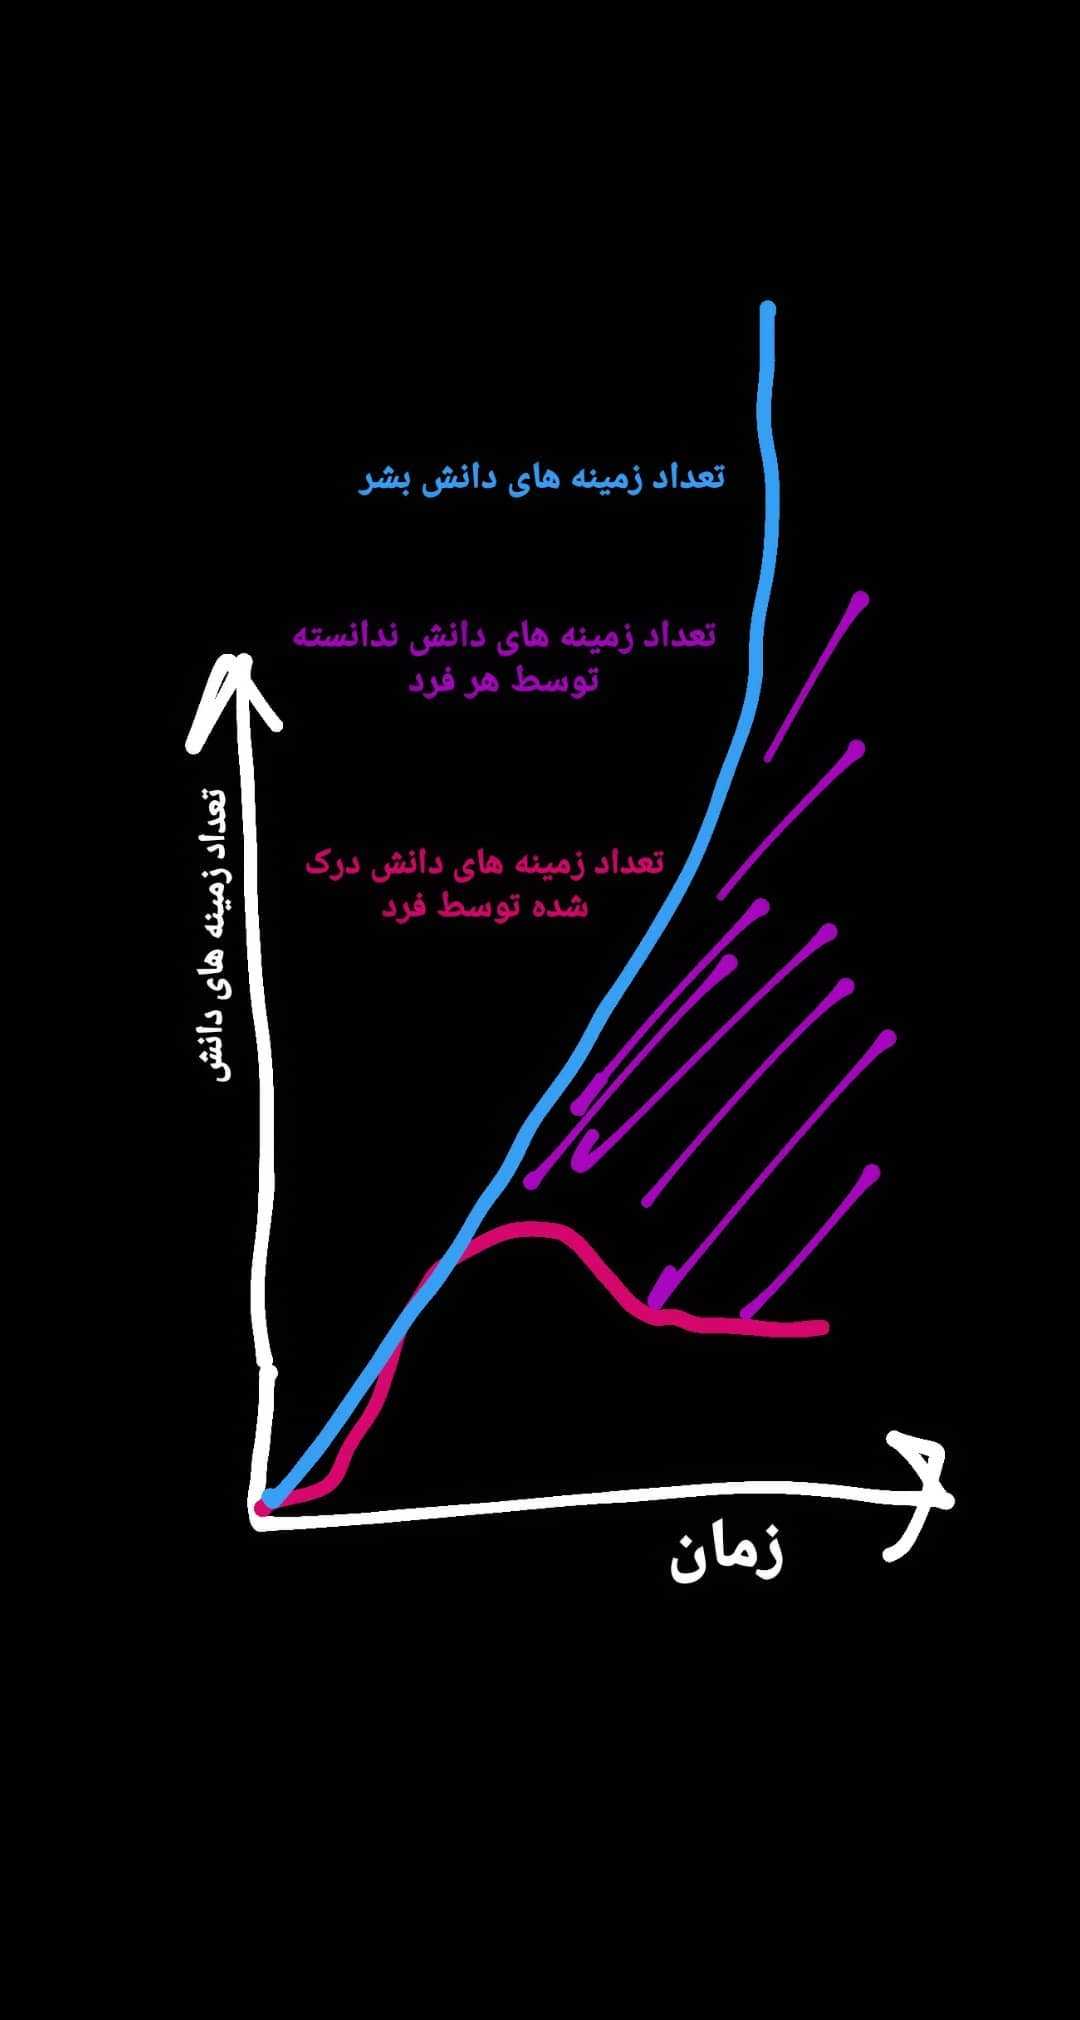 تعداد زمینه های دانش بشر
تعداد زمینه های دانش ندانسته
توسط هر فرد
تعداد زمینه های دانش درک
شده توسط فرد
تعداد زمینه های دانش
زمان